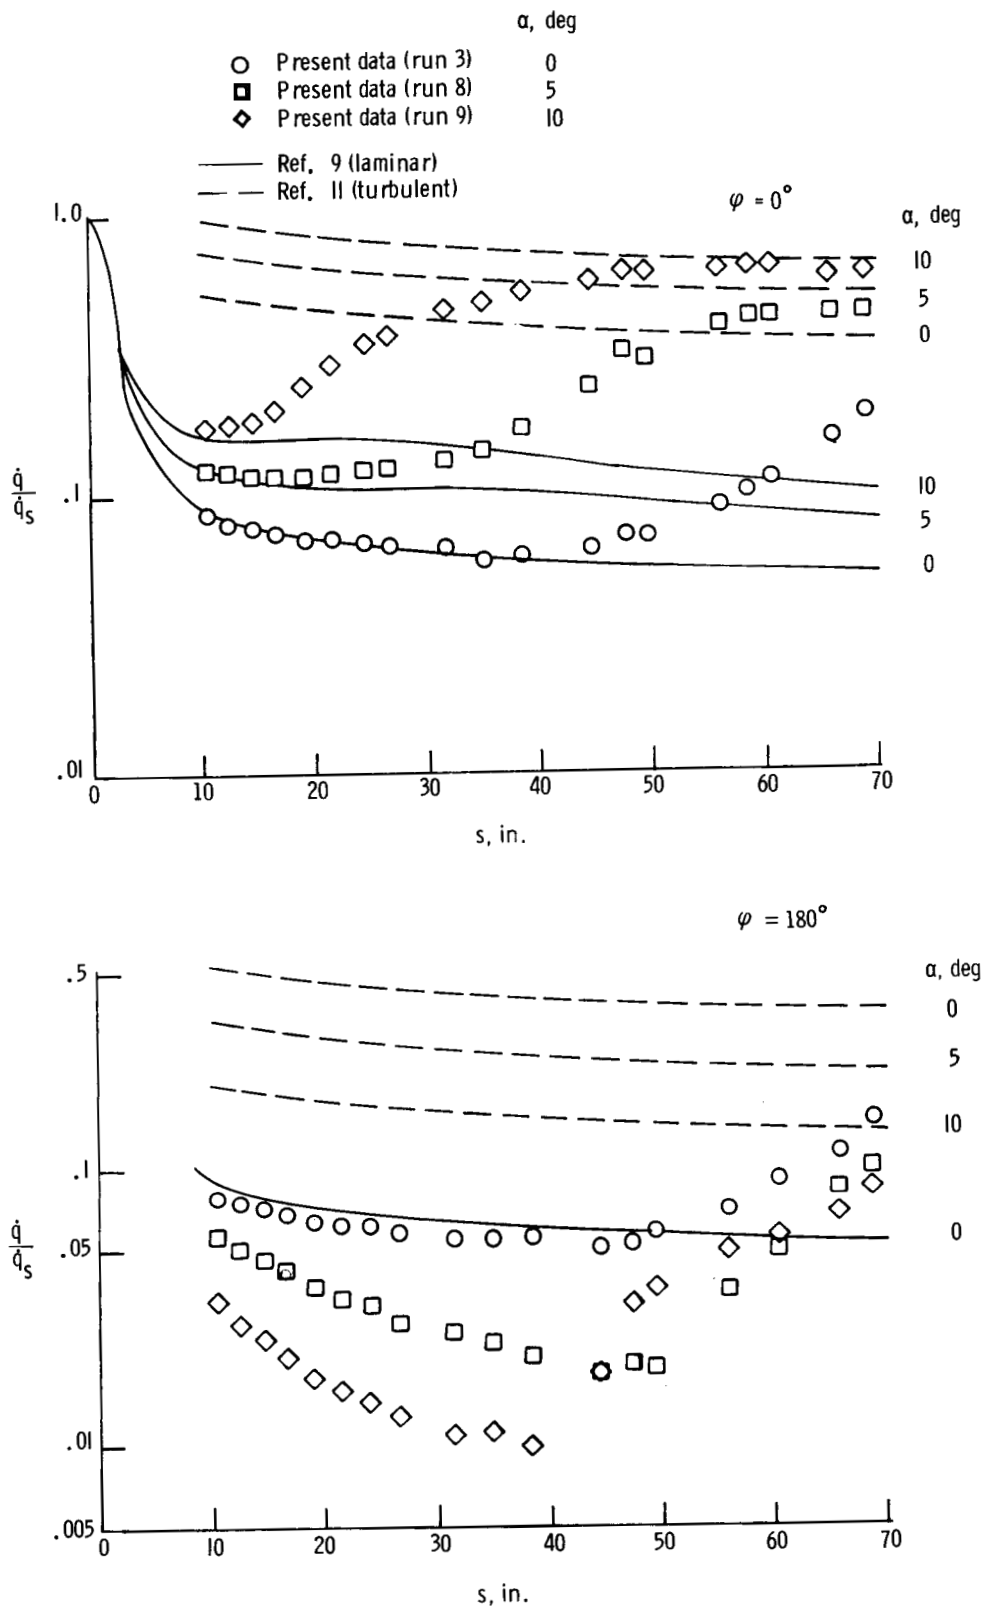 α, deg
Present data (run 3) 0
Present data (run 8) 5
Present data (run 9) 10
Ref. 9 (laminar)
Ref. 11 (turbulent)
φ = 0°
α, deg
1.0
10
5
0
q̇/q̇s
.1
10
5
0
.01
0 10 20 30 40 50 60 70
s, in.
φ = 180°
α, deg
.5
0
5
10
.1
q̇/q̇s
0
.05
.01
.005
0 10 20 30 40 50 60 70
s, in.